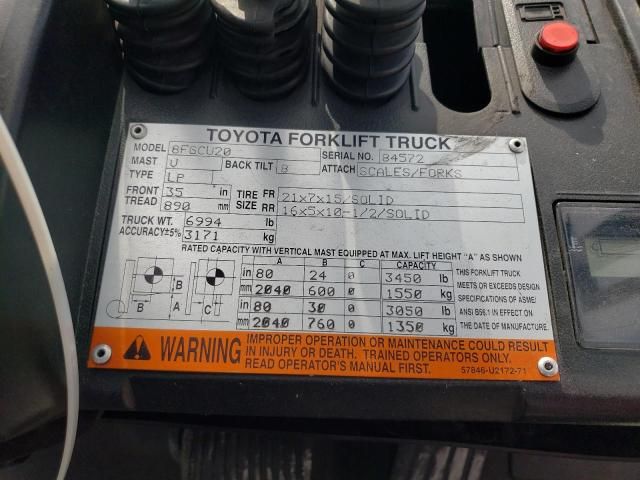 TOYOTA FORKLIFT TRUCK
MODEL 8FGCU20 SERIAL NO. 84572
MAST V BACK TILT 8 ATTACH SCALES/FORKS
TYPE LP
FRONT TREAD 35 in 890 mm
TIRE SIZE FR 21x7x15/SOLID
RR 16x5x10-1/2/SOLID
TRUCK WT. 6994 lb
ACCURACY±5% 3171 kg
RATED CAPACITY WITH VERTICAL MAST EQUIPPED AT MAX. LIFT HEIGHT "A" AS SHOWN
A B C CAPACITY
in 80 24 0 3450 lb
mm 2040 600 0 1550 kg
in 80 30 0 3050 lb
mm 2040 760 0 1350 kg
B A C
THIS FORKLIFT TRUCK
MEETS OR EXCEEDS DESIGN
SPECIFICATIONS OF ASME/
ANSI B56.1 IN EFFECT ON
THE DATE OF MANUFACTURE.
WARNING
IMPROPER OPERATION OR MAINTENANCE COULD RESULT
IN INJURY OR DEATH. TRAINED OPERATORS ONLY.
READ OPERATOR'S MANUAL FIRST.
57846-U2172-71